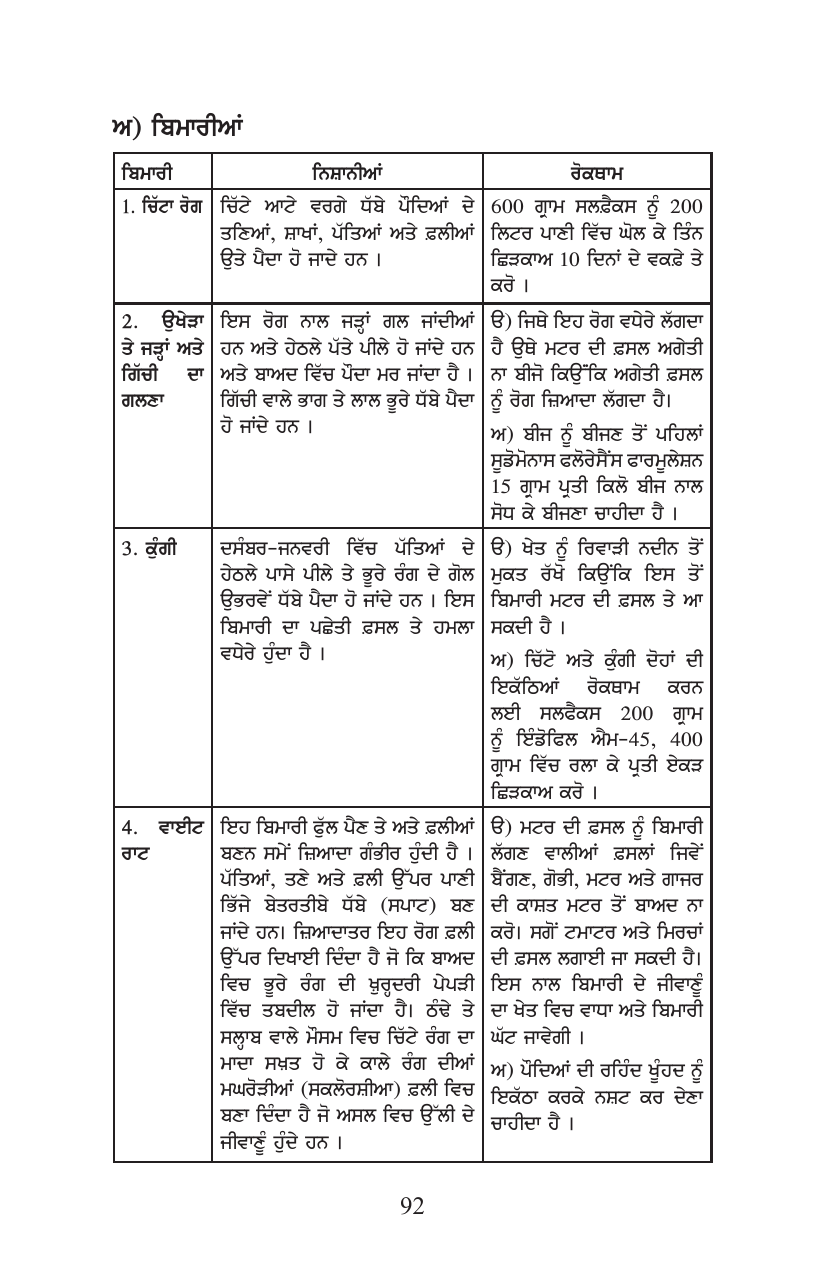 ਅ) ਬਿਮਾਰੀਆਂ
ਬਿਮਾਰੀ
ਨਿਸ਼ਾਨੀਆਂ
ਰੋਕਥਾਮ
1. ਚਿੱਟਾ ਰੋਗ
ਚਿੱਟੇ ਆਟੇ ਵਰਗੇ ਧੱਬੇ ਪੌਦਿਆਂ ਦੇ
ਤਣਿਆਂ, ਸ਼ਾਖਾਂ, ਪੱਤਿਆਂ ਅਤੇ ਫ਼ਲੀਆਂ
ਉਤੇ ਪੈਦਾ ਹੋ ਜਾਦੇ ਹਨ ।
600 ਗ੍ਰਾਮ ਸਲਫ਼ੈਕਸ ਨੂੰ 200
ਲਿਟਰ ਪਾਣੀ ਵਿੱਚ ਘੋਲ ਕੇ ਤਿੰਨ
ਛਿੜਕਾਅ 10 ਦਿਨਾਂ ਦੇ ਵਕਫ਼ੇ ਤੇ
ਕਰੋ ।
2. ਉਖੇੜਾ
ਤੇ ਜੜ੍ਹਾਂ ਅਤੇ
ਗਿੱਚੀ ਦਾ
ਗਲਣਾ
ਇਸ ਰੋਗ ਨਾਲ ਜੜ੍ਹਾਂ ਗਲ ਜਾਂਦੀਆਂ
ਹਨ ਅਤੇ ਹੇਠਲੇ ਪੱਤੇ ਪੀਲੇ ਹੋ ਜਾਂਦੇ ਹਨ
ਅਤੇ ਬਾਅਦ ਵਿੱਚ ਪੌਦਾ ਮਰ ਜਾਂਦਾ ਹੈ ।
ਗਿੱਚੀ ਵਾਲੇ ਭਾਗ ਤੇ ਲਾਲ ਭੂਰੇ ਧੱਬੇ ਪੈਦਾ
ਹੋ ਜਾਂਦੇ ਹਨ ।
ੳ) ਜਿਥੇ ਇਹ ਰੋਗ ਵਧੇਰੇ ਲੱਗਦਾ
ਹੈ ਉਥੇ ਮਟਰ ਦੀ ਫ਼ਸਲ ਅਗੇਤੀ
ਨਾ ਬੀਜੋ ਕਿਉਂਕਿ ਅਗੇਤੀ ਫ਼ਸਲ
ਨੂੰ ਰੋਗ ਜ਼ਿਆਦਾ ਲੱਗਦਾ ਹੈ।
ਅ) ਬੀਜ ਨੂੰ ਬੀਜਣ ਤੋਂ ਪਹਿਲਾਂ
ਸੂਡੋਮੋਨਾਸ ਫਲੋਰੇਸੈਂਸ ਫਾਰਮੂਲੇਸ਼ਨ
15 ਗ੍ਰਾਮ ਪ੍ਰਤੀ ਕਿਲੋ ਬੀਜ ਨਾਲ
ਸੋਧ ਕੇ ਬੀਜਣਾ ਚਾਹੀਦਾ ਹੈ ।
3. ਕੁੰਗੀ
ਦਸੰਬਰ-ਜਨਵਰੀ ਵਿੱਚ ਪੱਤਿਆਂ ਦੇ
ਹੇਠਲੇ ਪਾਸੇ ਪੀਲੇ ਤੇ ਭੂਰੇ ਰੰਗ ਦੇ ਗੋਲ
ਉਭਰਵੇਂ ਧੱਬੇ ਪੈਦਾ ਹੋ ਜਾਂਦੇ ਹਨ । ਇਸ
ਬਿਮਾਰੀ ਦਾ ਪਛੇਤੀ ਫ਼ਸਲ ਤੇ ਹਮਲਾ
ਵਧੇਰੇ ਹੁੰਦਾ ਹੈ ।
ੳ) ਖੇਤ ਨੂੰ ਰਿਵਾੜੀ ਨਦੀਨ ਤੋਂ
ਮੁਕਤ ਰੱਖੋ ਕਿਉਂਕਿ ਇਸ ਤੋਂ
ਬਿਮਾਰੀ ਮਟਰ ਦੀ ਫ਼ਸਲ ਤੇ ਆ
ਸਕਦੀ ਹੈ ।
ਅ) ਚਿੱਟੋ ਅਤੇ ਕੁੰਗੀ ਦੋਹਾਂ ਦੀ
ਇਕੱਠਿਆਂ ਰੋਕਥਾਮ ਕਰਨ
ਲਈ ਸਲਫੈਕਸ 200 ਗ੍ਰਾਮ
ਨੂੰ ਇੰਡੋਫਿਲ ਐਮ-45, 400
ਗ੍ਰਾਮ ਵਿੱਚ ਰਲਾ ਕੇ ਪ੍ਰਤੀ ਏਕੜ
ਛਿੜਕਾਅ ਕਰੋ ।
4. ਵਾਈਟ
ਰਾਟ
ਇਹ ਬਿਮਾਰੀ ਫੁੱਲ ਪੈਣ ਤੇ ਅਤੇ ਫ਼ਲੀਆਂ
ਬਣਨ ਸਮੇਂ ਜ਼ਿਆਦਾ ਗੰਭੀਰ ਹੁੰਦੀ ਹੈ ।
ਪੱਤਿਆਂ, ਤਣੇ ਅਤੇ ਫ਼ਲੀ ਉੱਪਰ ਪਾਣੀ
ਭਿੱਜੇ ਬੇਤਰਤੀਬੇ ਧੱਬੇ (ਸਪਾਟ) ਬਣ
ਜਾਂਦੇ ਹਨ। ਜ਼ਿਆਦਾਤਰ ਇਹ ਰੋਗ ਫ਼ਲੀ
ਉੱਪਰ ਦਿਖਾਈ ਦਿੰਦਾ ਹੈ ਜੋ ਕਿ ਬਾਅਦ
ਵਿਚ ਭੂਰੇ ਰੰਗ ਦੀ ਖ਼ੁਰ੍ਹਦਰੀ ਪੇਪੜੀ
ਵਿੱਚ ਤਬਦੀਲ ਹੋ ਜਾਂਦਾ ਹੈ। ਠੰਢੇ ਤੇ
ਸਲ੍ਹਾਬ ਵਾਲੇ ਮੌਸਮ ਵਿਚ ਚਿੱਟੇ ਰੰਗ ਦਾ
ਮਾਦਾ ਸਖ਼ਤ ਹੋ ਕੇ ਕਾਲੇ ਰੰਗ ਦੀਆਂ
ਮਘਰੋੜੀਆਂ (ਸਕਲੋਰਸ਼ੀਆ) ਫ਼ਲੀ ਵਿਚ
ਬਣਾ ਦਿੰਦਾ ਹੈ ਜੋ ਅਸਲ ਵਿਚ ਉੱਲੀ ਦੇ
ਜੀਵਾਣੂੰ ਹੁੰਦੇ ਹਨ ।
ੳ) ਮਟਰ ਦੀ ਫ਼ਸਲ ਨੂੰ ਬਿਮਾਰੀ
ਲੱਗਣ ਵਾਲੀਆਂ ਫ਼ਸਲਾਂ ਜਿਵੇਂ
ਬੈਂਗਣ, ਗੋਭੀ, ਮਟਰ ਅਤੇ ਗਾਜਰ
ਦੀ ਕਾਸ਼ਤ ਮਟਰ ਤੋਂ ਬਾਅਦ ਨਾ
ਕਰੋ। ਸਗੋਂ ਟਮਾਟਰ ਅਤੇ ਮਿਰਚਾਂ
ਦੀ ਫ਼ਸਲ ਲਗਾਈ ਜਾ ਸਕਦੀ ਹੈ।
ਇਸ ਨਾਲ ਬਿਮਾਰੀ ਦੇ ਜੀਵਾਣੂੰ
ਦਾ ਖੇਤ ਵਿਚ ਵਾਧਾ ਅਤੇ ਬਿਮਾਰੀ
ਘੱਟ ਜਾਵੇਗੀ ।
ਅ) ਪੌਦਿਆਂ ਦੀ ਰਹਿੰਦ ਖੂੰਹਦ ਨੂੰ
ਇਕੱਠਾ ਕਰਕੇ ਨਸ਼ਟ ਕਰ ਦੇਣਾ
ਚਾਹੀਦਾ ਹੈ ।
92